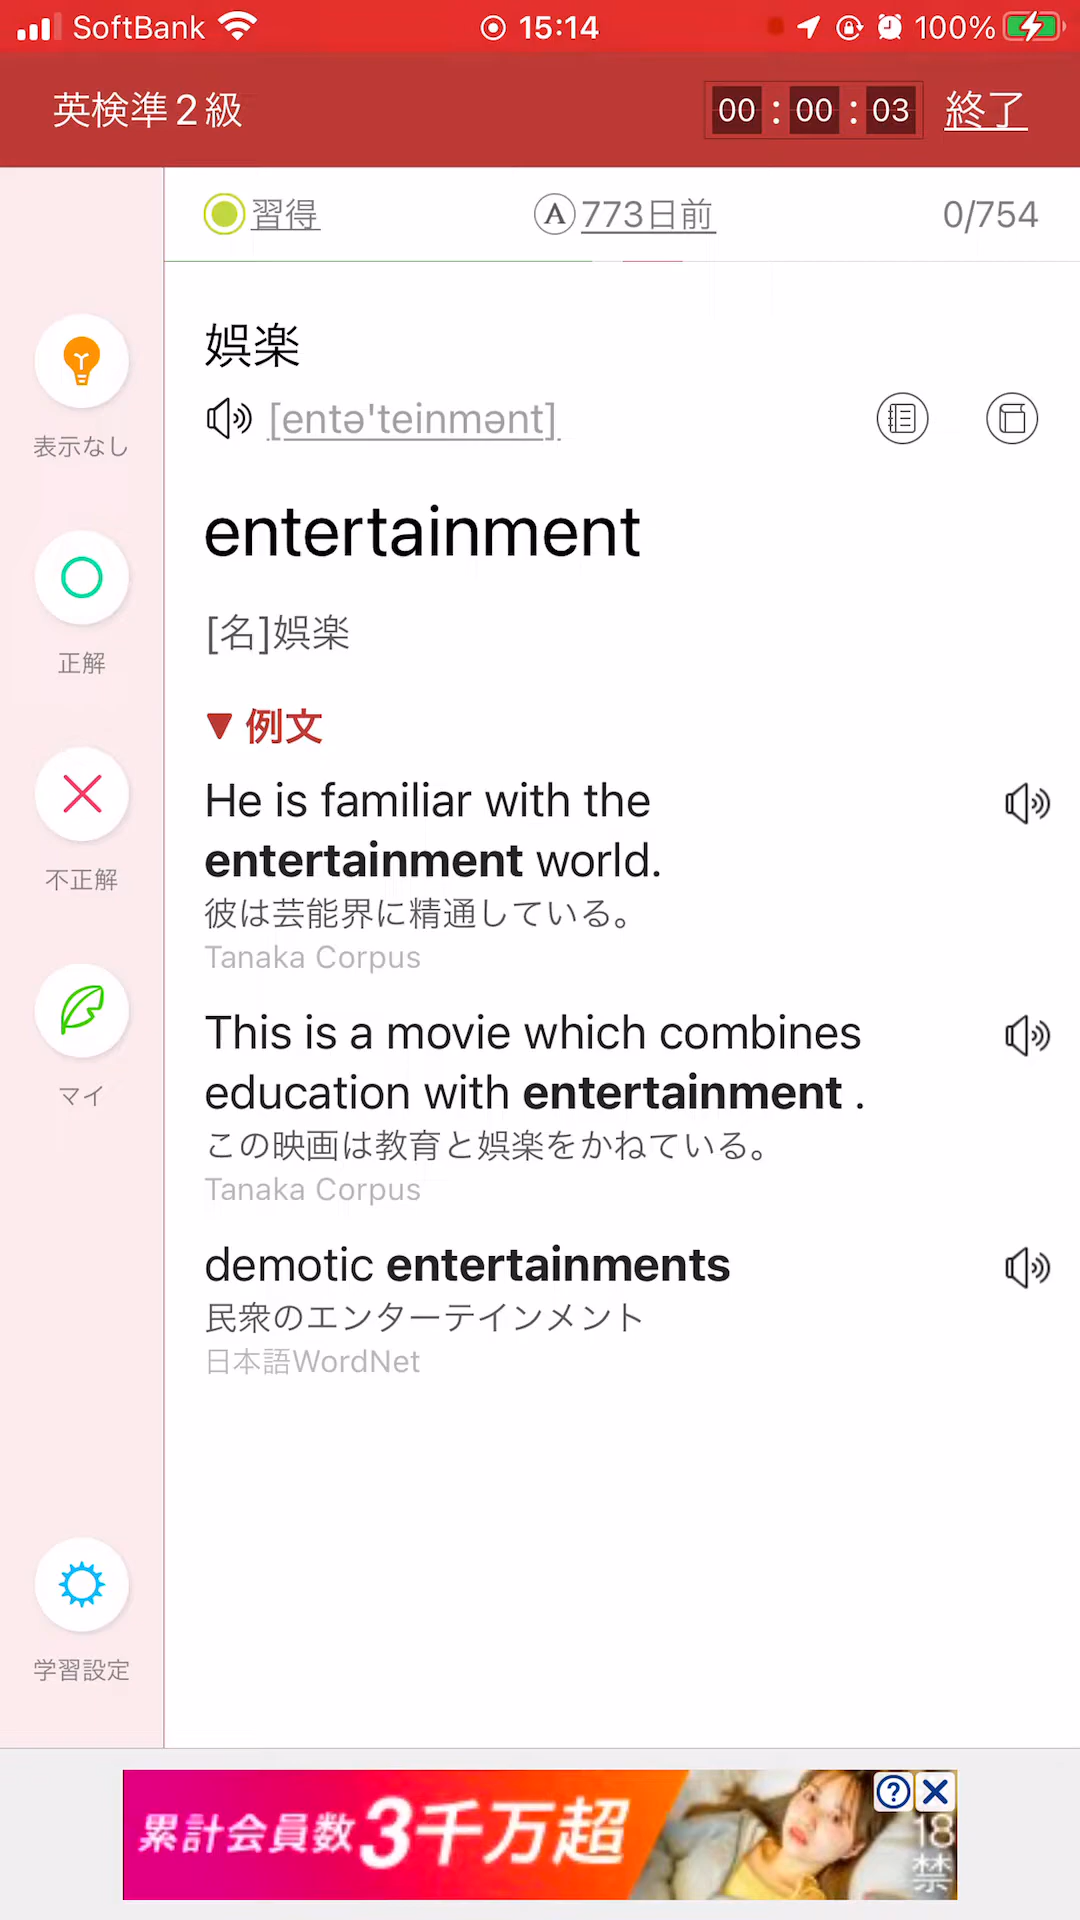 SoftBank 15:14 100%
英検準2級 00:00:03 終了
習得 A 773日前 0/754
娯楽
[entə'teinmənt]
表示なし
entertainment
[名]娯楽
正解
▼ 例文
He is familiar with the
entertainment world.
不正解
彼は芸能界に精通している。
Tanaka Corpus
This is a movie which combines
education with entertainment .
マイ
この映画は教育と娯楽をかねている。
Tanaka Corpus
demotic entertainments
民衆のエンターテインメント
日本語WordNet
学習設定
累計会員数3千万超
18
禁